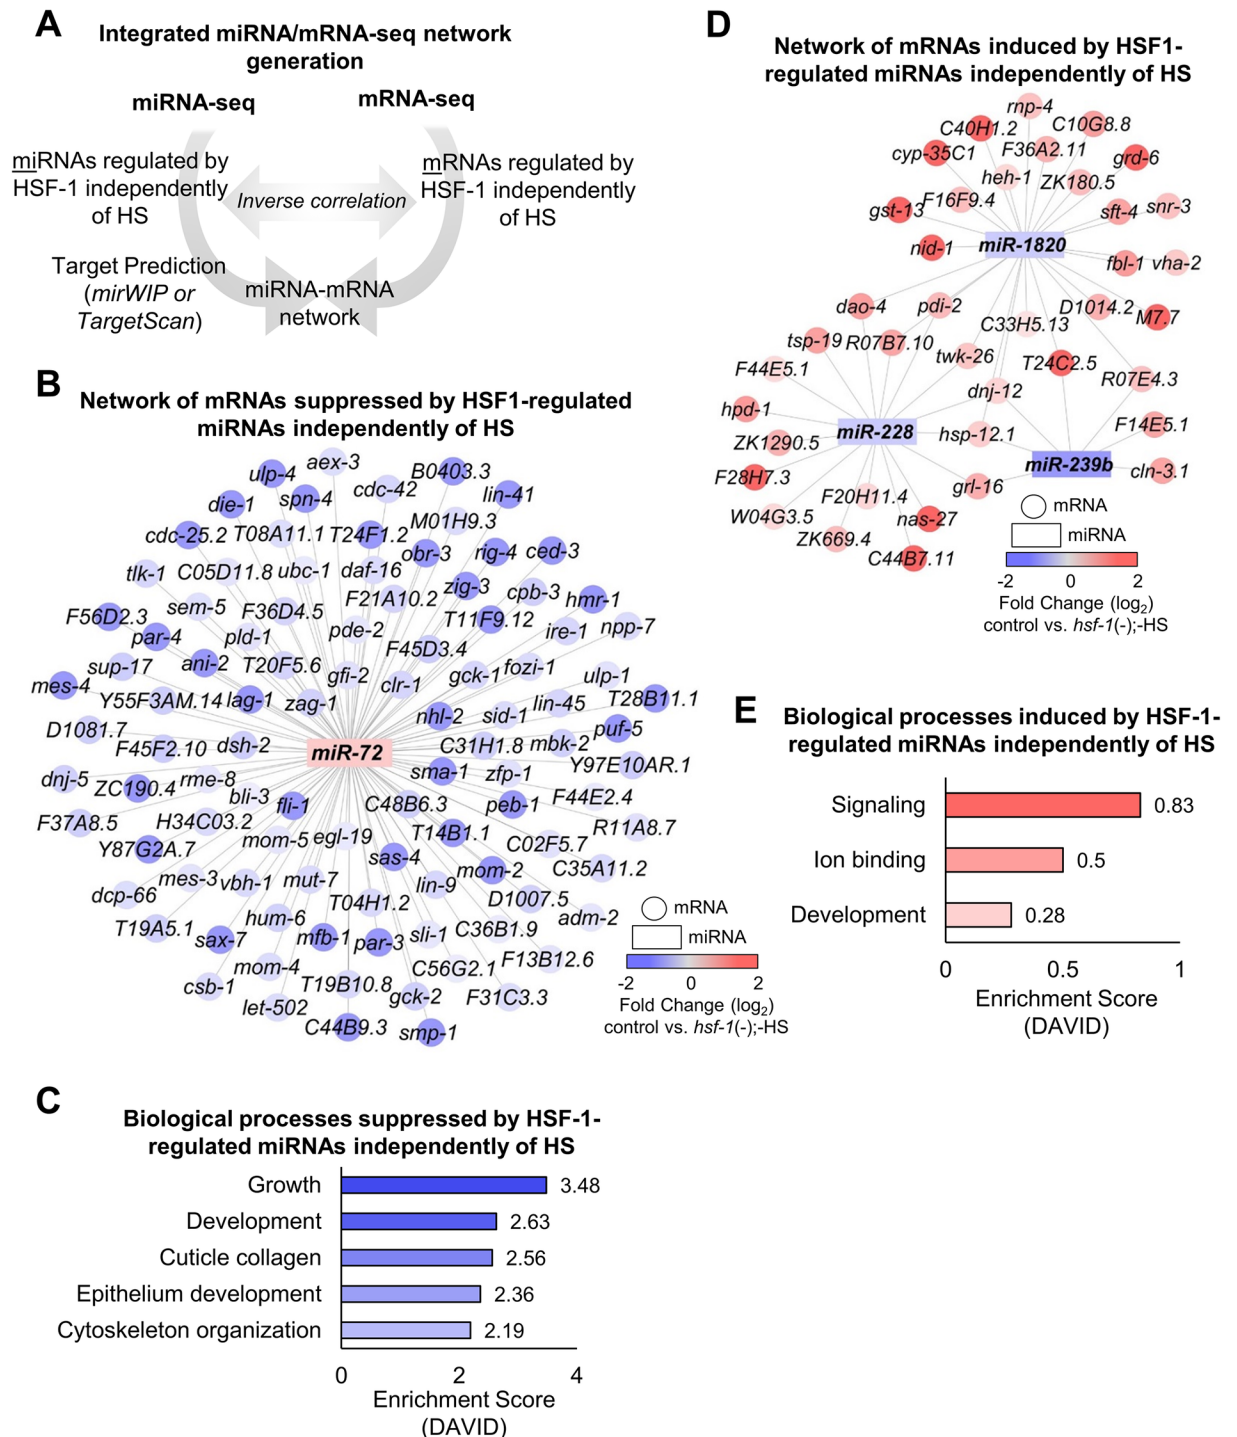 A
Integrated miRNA/mRNA-seq network
generation
miRNA-seq
mRNA-seq
miRNAs regulated by
HSF-1 independently
of HS
Inverse correlation
mRNAs regulated by
HSF-1 independently
of HS
Target Prediction
(mirWIP or
TargetScan)
miRNA-mRNA
network
B
Network of mRNAs suppressed by HSF1-regulated
miRNAs independently of HS
aex-3
ulp-4
B0403.3
cdc-42
lin-41
die-1
spn-4
M01H9.3
cdc-25.2
T08A11.1
T24F1.2
obr-3
rig-4
ced-3
tlk-1
C05D11.8
ubc-1
daf-16
zig-3
cpb-3
hmr-1
F21A10.2
sem-5
F36D4.5
F56D2.3
T11F9.12
par-4
pld-1
pde-2
ire-1
npp-7
F45D3.4
sup-17
ani-2
T20F5.6
gfi-2
clr-1
gck-1
fozi-1
ulp-1
mes-4
Y55F3AM.14
lag-1
zag-1
nhl-2
sid-1
lin-45
T28B11.1
D1081.7
F45F2.10
dsh-2
miR-72
C31H1.8
mbk-2
puf-5
Y97E10AR.1
dnj-5
ZC190.4
rme-8
sma-1
zfp-1
bli-3
fli-1
C48B6.3
peb-1
F44E2.4
F37A8.5
H34C03.2
mom-5
egl-19
T14B1.1
C02F5.7
R11A8.7
Y87G2A.7
sas-4
mom-2
C35A11.2
dcp-66
mes-3
vbh-1
mut-7
lin-9
T04H1.2
D1007.5
adm-2
T19A5.1
hum-6
sax-7
mfb-1
par-3
sli-1
C36B1.9
mom-4
C56G2.1
F13B12.6
csb-1
T19B10.8
let-502
gck-2
F31C3.3
C44B9.3
smp-1
mRNA
miRNA
-2 0 2
Fold Change (log2)
control vs. hsf-1(-);-HS
C
Biological processes suppressed by HSF-1-
regulated miRNAs independently of HS
Growth 3.48
Development 2.63
Cuticle collagen 2.56
Epithelium development 2.36
Cytoskeleton organization 2.19
0 2 4
Enrichment Score
(DAVID)
D
Network of mRNAs induced by HSF1-
regulated miRNAs independently of HS
rnp-4
C40H1.2
C10G8.8
cyp-35C1
F36A2.11
grd-6
heh-1
ZK180.5
gst-13
F16F9.4
sft-4
snr-3
nid-1
miR-1820
fbl-1
vha-2
dao-4
pdi-2
C33H5.13
D1014.2
M7.7
tsp-19
R07B7.10
twk-26
T24C2.5
F44E5.1
dnj-12
R07E4.3
hpd-1
ZK1290.5
miR-228
hsp-12.1
F14E5.1
miR-239b
cln-3.1
F28H7.3
F20H11.4
grl-16
W04G3.5
nas-27
ZK669.4
C44B7.11
mRNA
miRNA
-2 0 2
Fold Change (log2)
control vs. hsf-1(-);-HS
E
Biological processes induced by HSF-1-
regulated miRNAs independently of HS
Signaling 0.83
Ion binding 0.5
Development 0.28
0 0.5 1
Enrichment Score
(DAVID)